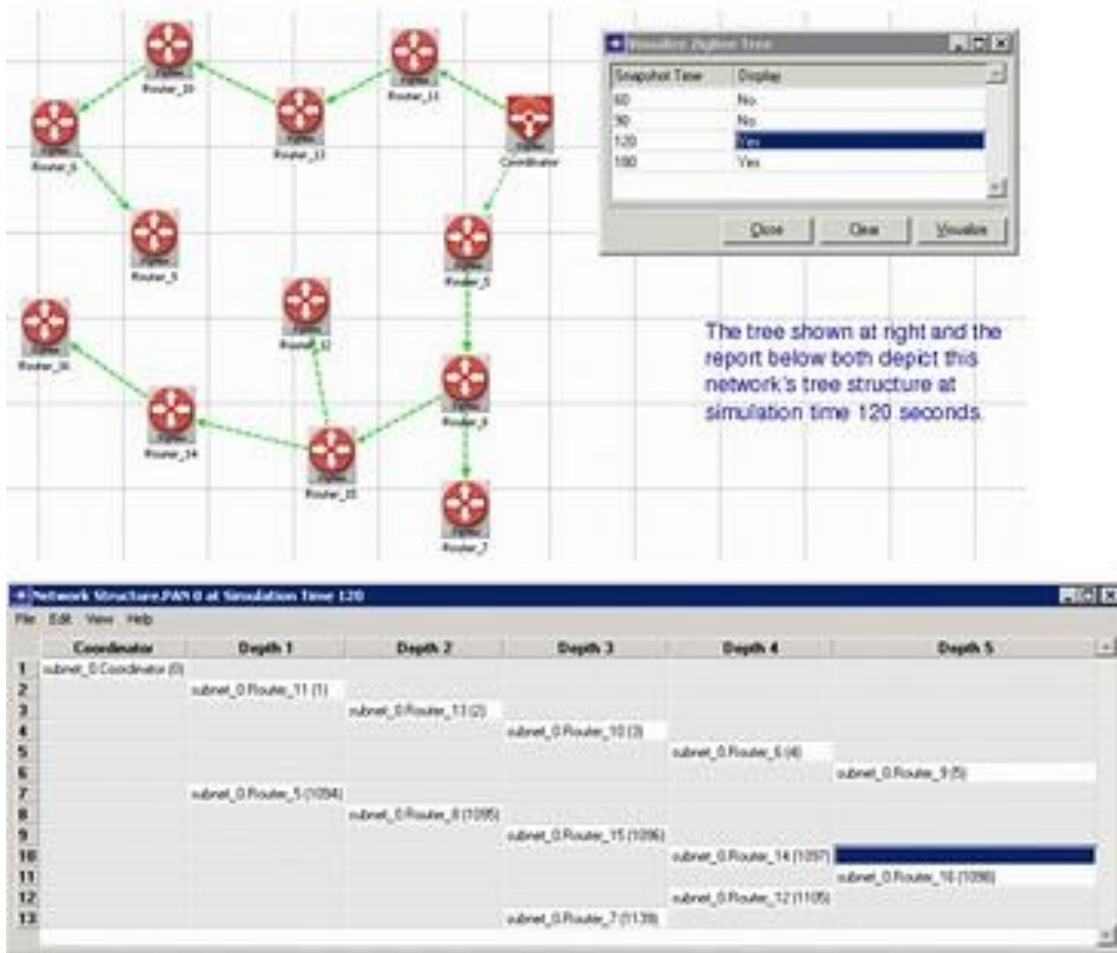 Router_10
Router_11
Router_13
Router_6
Coordinator
Router_5
Router_12
Router_14
Router_15
Router_7
Visualize ZigBee Tree
Snapshot Time Display
60 No
90 No
120 Yes
180 Yes
Close Clear Visualize
The tree shown at right and the
report below both depict this
network's tree structure at
simulation time 120 seconds.
Network Structure.PAN 0 at Simulation Time 120
File Edit View Help
Coordinator Depth 1 Depth 2 Depth 3 Depth 4 Depth 5
1 subnet_0.Coordinator (0)
2 subnet_0.Router_11 (1)
3 subnet_0.Router_13 (2)
4 subnet_0.Router_10 (3)
5 subnet_0.Router_6 (4)
6 subnet_0.Router_9 (5)
7 subnet_0.Router_5 (1094)
8 subnet_0.Router_8 (1095)
9 subnet_0.Router_15 (1096)
10 subnet_0.Router_14 (1097)
11 subnet_0.Router_16 (1098)
12 subnet_0.Router_12 (1105)
13 subnet_0.Router_7 (1139)